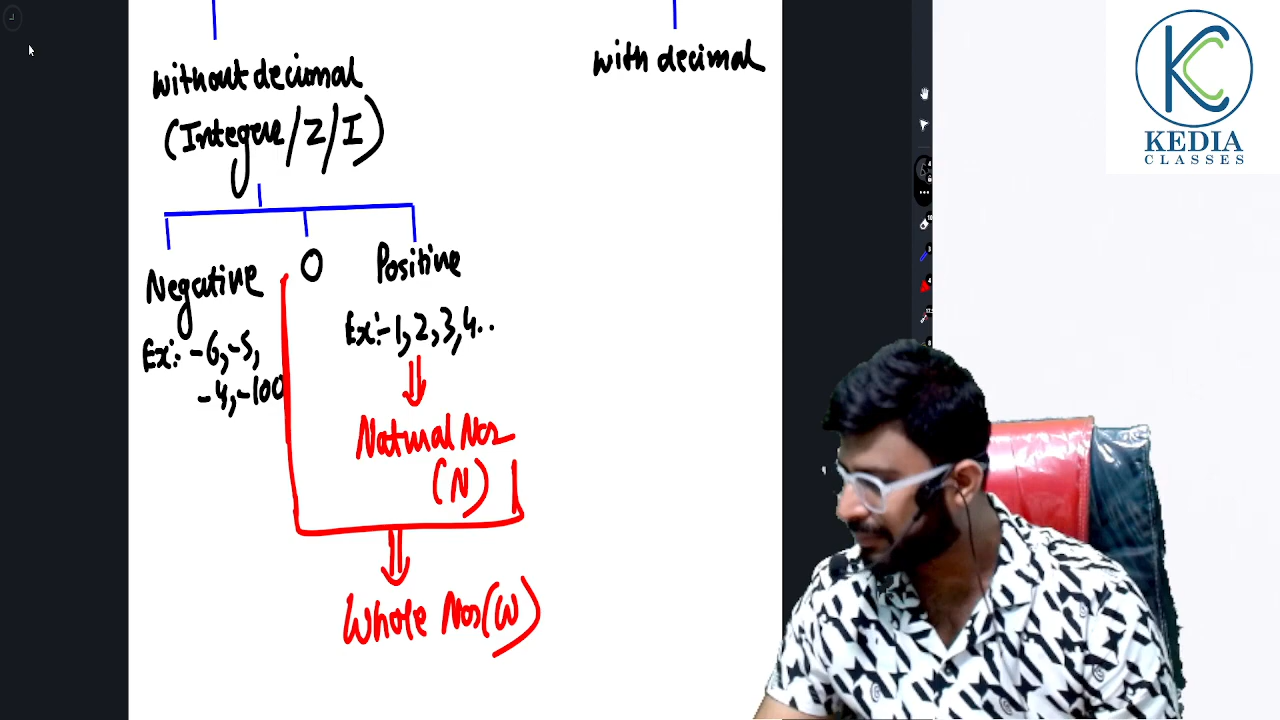 without decimal
(Integers/Z/I)
with decimal
Negative
0
Positive
Ex:- -6,-5,
-4,-100
Ex:- 1,2,3,4..
Natural Nos
(N)
Whole Nos(W)
KC
KEDIA
CLASSES